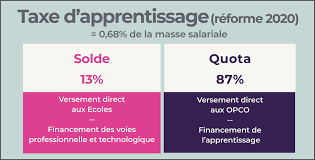 Taxe d'apprentissage (réforme 2020)
= 0,68% de la masse salariale
Solde
13%
Versement direct
aux Ecoles
--
Financement des voies
professionnelle et technologique
Quota
87%
Versement direct
aux OPCO
--
Financement de
l'apprentissage